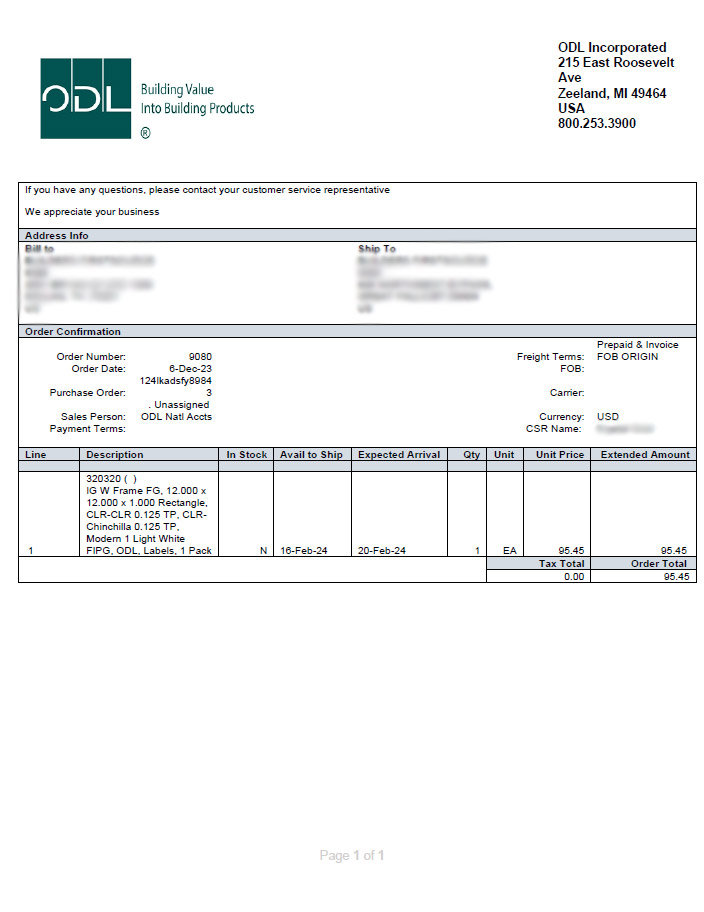 ODL Incorporated
215 East Roosevelt
Ave
Zeeland, MI 49464
USA
800.253.3900
ODL
Building Value
Into Building Products
®
If you have any questions, please contact your customer service representative
We appreciate your business
Address Info
Bill to Ship To
Order Confirmation
Prepaid & Invoice
Order Number: 9080 Freight Terms: FOB ORIGIN
Order Date: 6-Dec-23 FOB:
124lkadsfy8984
Purchase Order: 3 Carrier:
. Unassigned
Sales Person: ODL Natl Accts Currency: USD
Payment Terms: CSR Name:
Line Description In Stock Avail to Ship Expected Arrival Qty Unit Unit Price Extended Amount
320320 ( )
IG W Frame FG, 12.000 x
12.000 x 1.000 Rectangle,
CLR-CLR 0.125 TP, CLR-
Chinchilla 0.125 TP,
Modern 1 Light White
1 FIPG, ODL, Labels, 1 Pack N 16-Feb-24 20-Feb-24 1 EA 95.45 95.45
Tax Total Order Total
0.00 95.45
Page 1 of 1